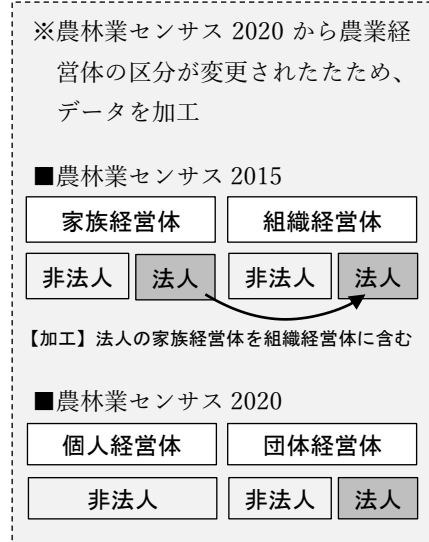 ※農林業センサス 2020 から農業経
営体の区分が変更されたたため、
データを加工
■農林業センサス 2015
家族経営体 組織経営体
非法人 法人 非法人 法人
【加工】法人の家族経営体を組織経営体に含む
■農林業センサス 2020
個人経営体 団体経営体
非法人 非法人 法人